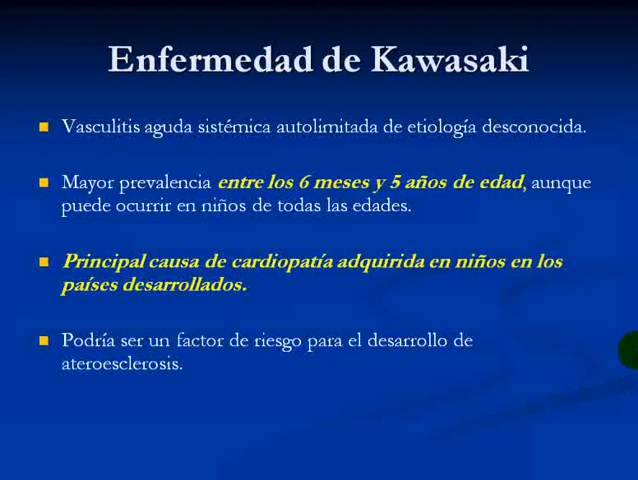 Enfermedad de Kawasaki
Vasculitis aguda sistémica autolimitada de etiología desconocida.
Mayor prevalencia entre los 6 meses y 5 años de edad, aunque
puede ocurrir en niños de todas las edades.
Principal causa de cardiopatía adquirida en niños en los
países desarrollados.
Podría ser un factor de riesgo para el desarrollo de
ateroesclerosis.